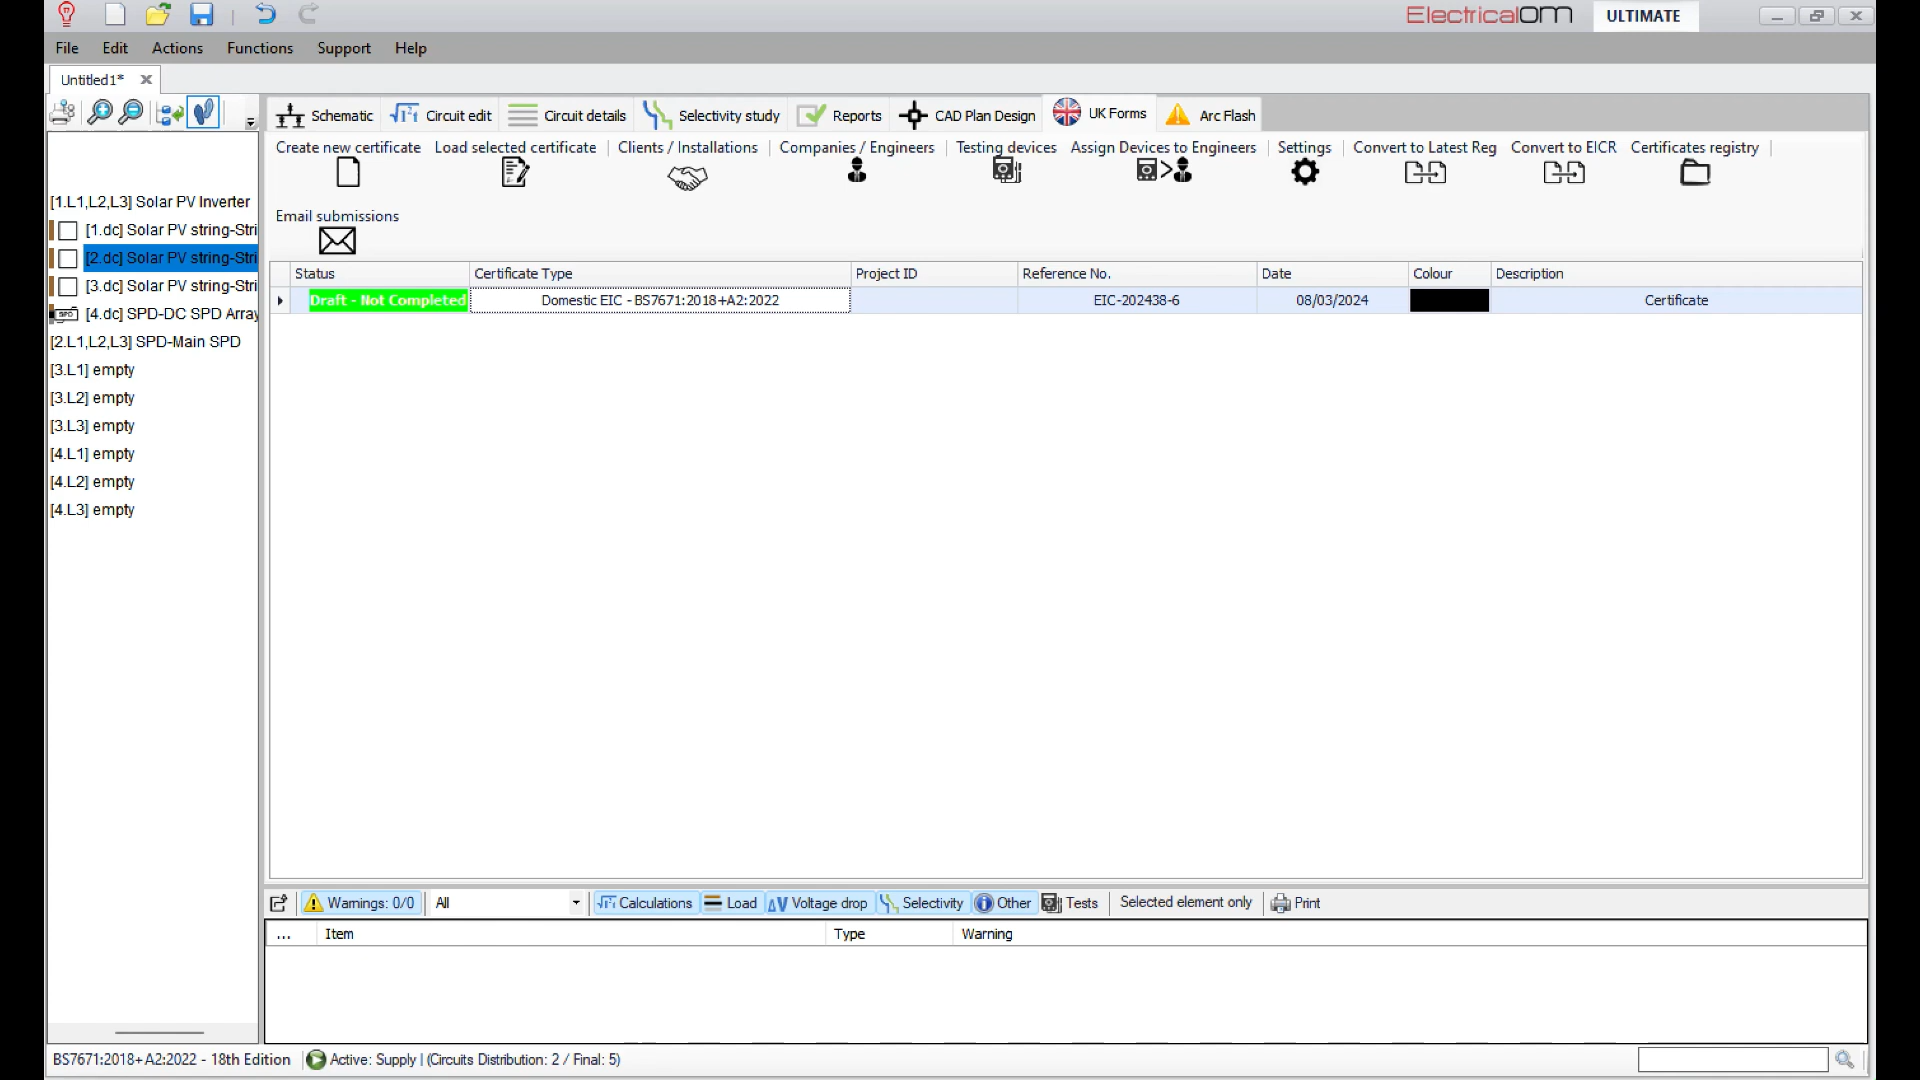 ElectricalOM ULTIMATE
File Edit Actions Functions Support Help
Untitled1*
Schematic Circuit edit Circuit details Selectivity study Reports CAD Plan Design UK Forms Arc Flash
Create new certificate Load selected certificate Clients / Installations Companies / Engineers Testing devices Assign Devices to Engineers Settings Convert to Latest Reg Convert to EICR Certificates registry
Email submissions
[1.L1,L2,L3] Solar PV Inverter
[1.dc] Solar PV string-Stri
[2.dc] Solar PV string-Stri
[3.dc] Solar PV string-Stri
SPD [4.dc] SPD-DC SPD Array
[2.L1,L2,L3] SPD-Main SPD
[3.L1] empty
[3.L2] empty
[3.L3] empty
[4.L1] empty
[4.L2] empty
[4.L3] empty
Status Certificate Type Project ID Reference No. Date Colour Description
Draft - Not Completed Domestic EIC - BS7671:2018+A2:2022 EIC-202438-6 08/03/2024 Certificate
Warnings: 0/0 All Calculations Load ΔV Voltage drop Selectivity Other Tests Selected element only Print
... Item Type Warning
BS7671:2018+A2:2022 - 18th Edition Active: Supply | (Circuits Distribution: 2 / Final: 5)